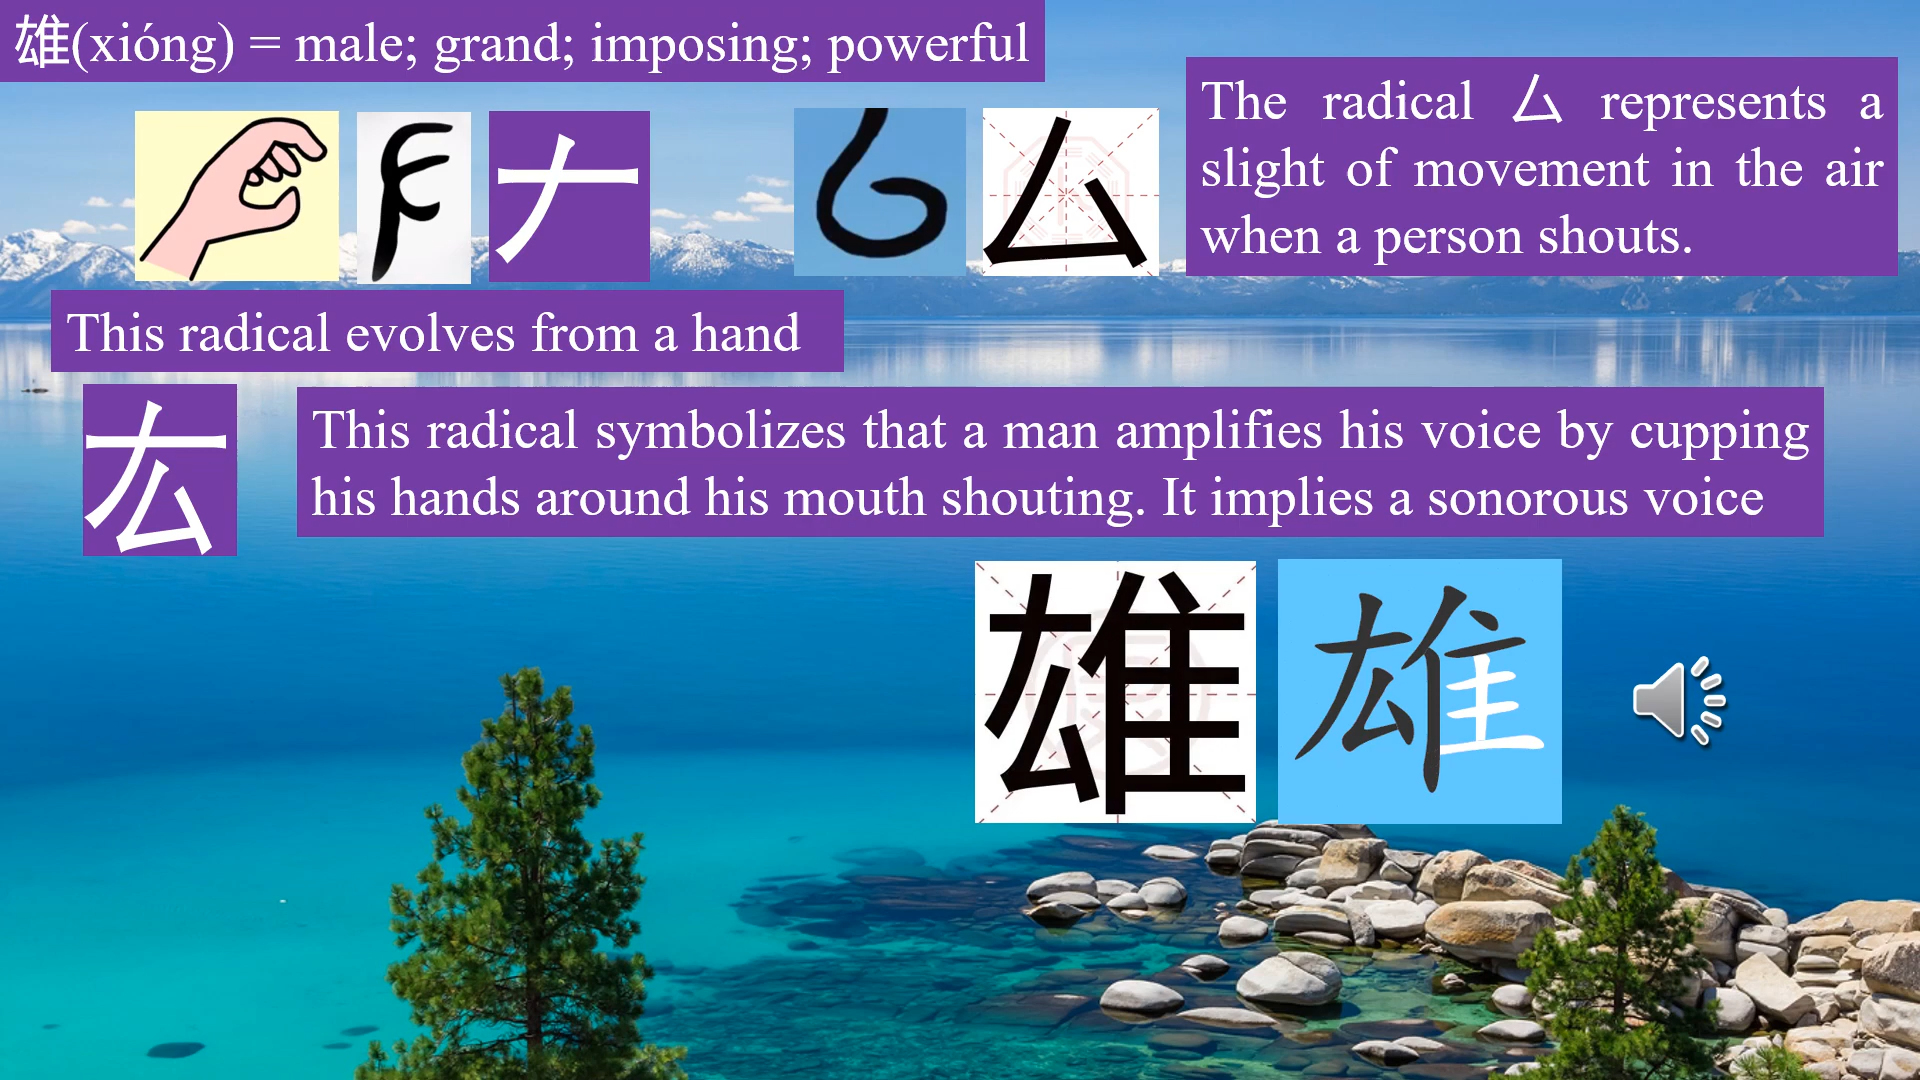 雄(xióng) = male; grand; imposing; powerful
𠂇
厶
The radical 厶 represents a
slight of movement in the air
when a person shouts.
This radical evolves from a hand
厷
This radical symbolizes that a man amplifies his voice by cupping
his hands around his mouth shouting. It implies a sonorous voice
雄 雄